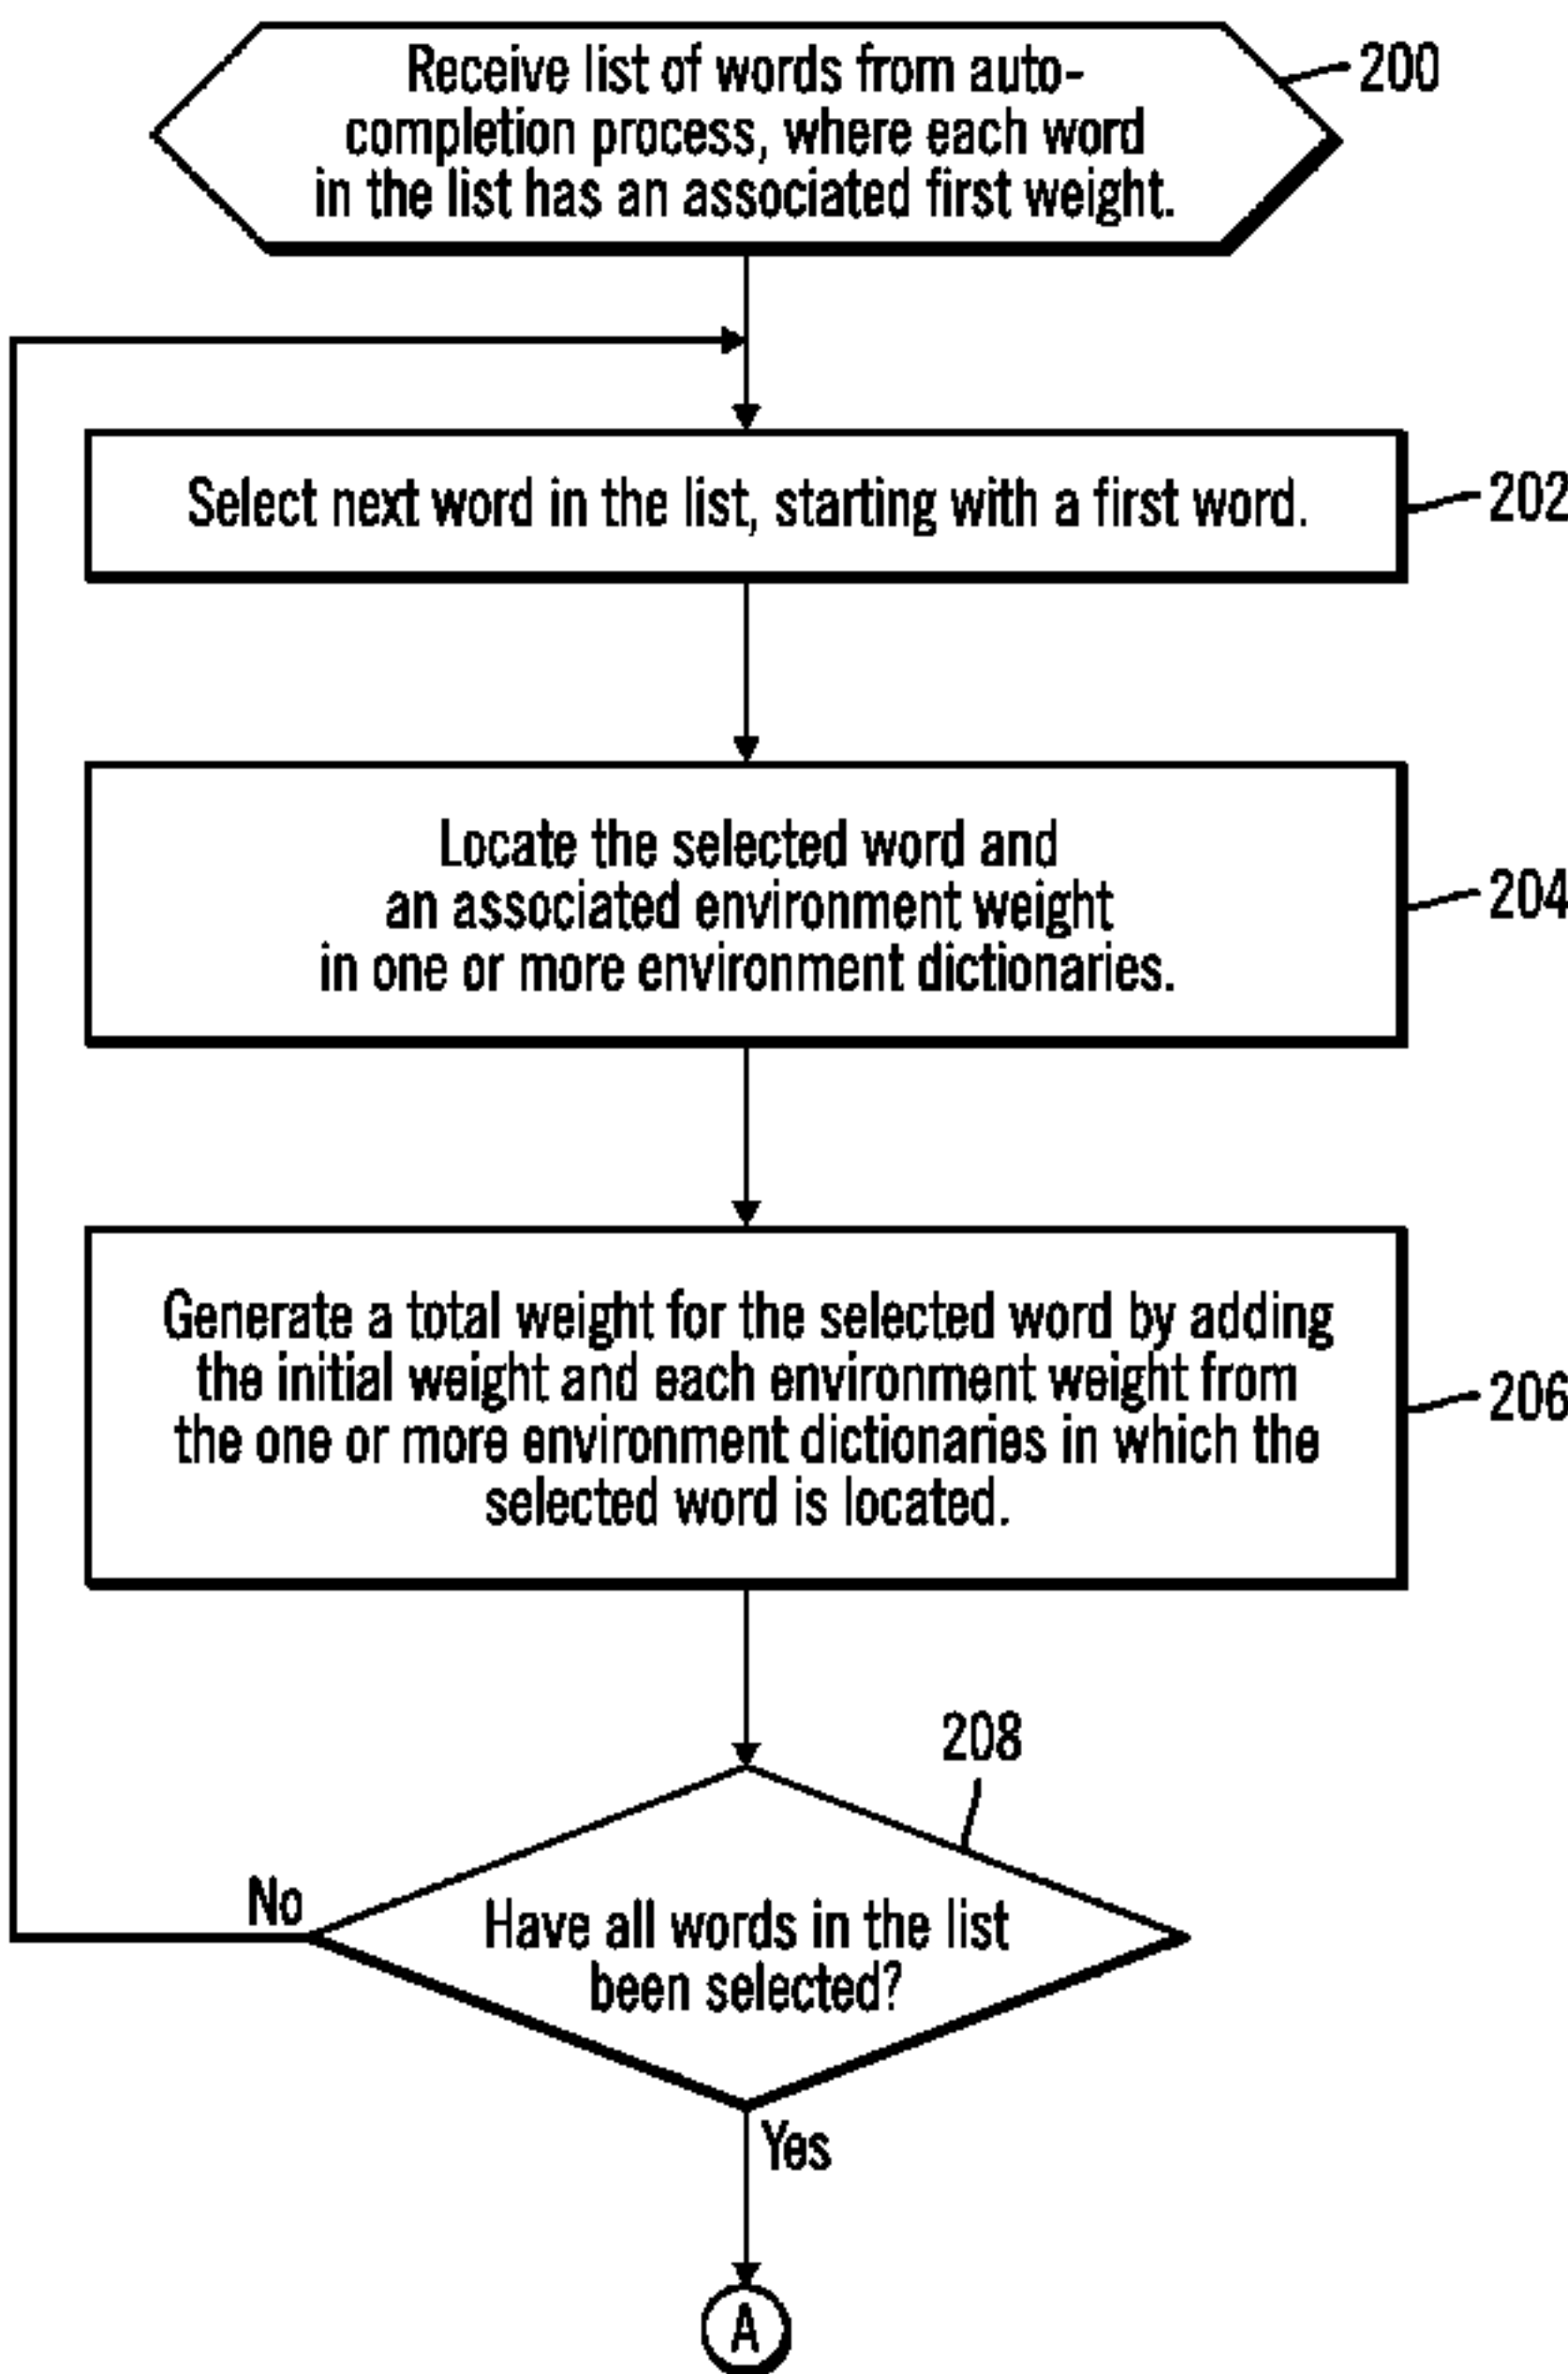 Receive list of words from auto-
completion process, where each word
in the list has an associated first weight.
200
Select next word in the list, starting with a first word.
202
Locate the selected word and
an associated environment weight
in one or more environment dictionaries.
204
Generate a total weight for the selected word by adding
the initial weight and each environment weight from
the one or more environment dictionaries in which the
selected word is located.
206
208
Have all words in the list
been selected?
No
Yes
A